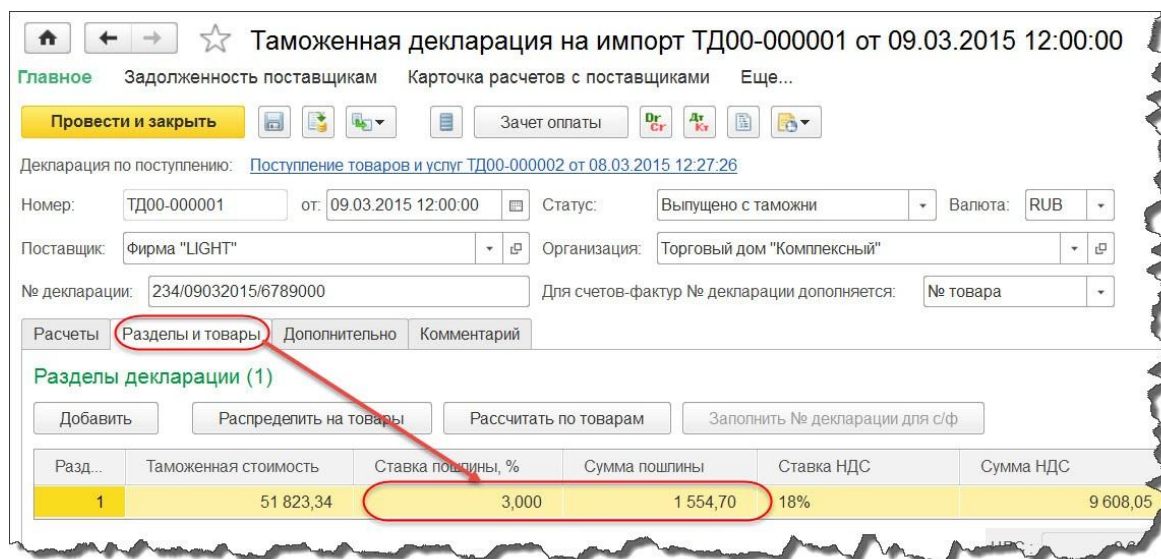 Таможенная декларация на импорт ТД00-000001 от 09.03.2015 12:00:00
Главное Задолженность поставщикам Карточка расчетов с поставщиками Еще...
Провести и закрыть Зачет оплаты Dr Cr Дт Кт
Декларация по поступлению: Поступление товаров и услуг ТД00-000002 от 08.03.2015 12:27:26
Номер: ТД00-000001 от: 09.03.2015 12:00:00 Статус: Выпущено с таможни Валюта: RUB
Поставщик: Фирма "LIGHT" Организация: Торговый дом "Комплексный"
№ декларации: 234/09032015/6789000 Для счетов-фактур № декларации дополняется: № товара
Расчеты Разделы и товары Дополнительно Комментарий
Разделы декларации (1)
Добавить Распределить на товары Рассчитать по товарам Заполнить № декларации для с/ф
Разд... Таможенная стоимость Ставка пошлины, % Сумма пошлины Ставка НДС Сумма НДС
1 51 823,34 3,000 1 554,70 18% 9 608,05